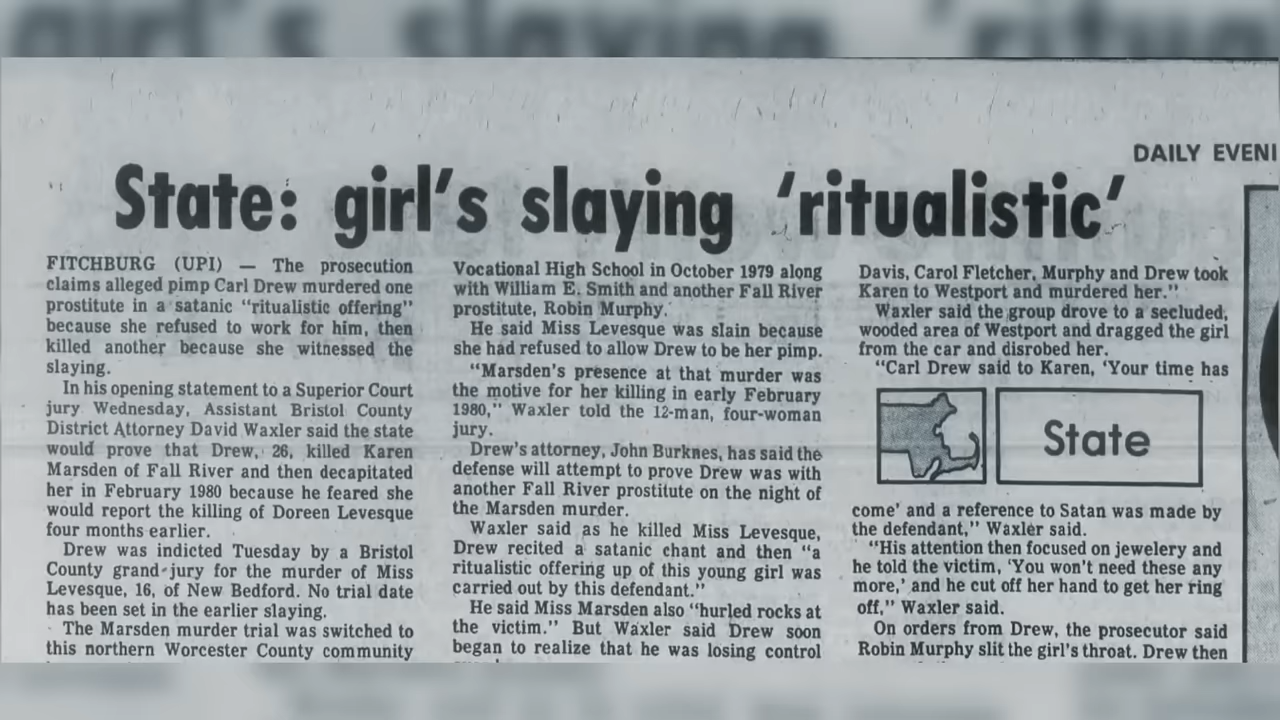 DAILY EVENI
State: girl's slaying 'ritualistic'
FITCHBURG (UPI) — The prosecution
claims alleged pimp Carl Drew murdered one
prostitute in a satanic "ritualistic offering"
because she refused to work for him, then
killed another because she witnessed the
slaying.
In his opening statement to a Superior Court
jury Wednesday, Assistant Bristol County
District Attorney David Waxler said the state
would prove that Drew, 26, killed Karen
Marsden of Fall River and then decapitated
her in February 1980 because he feared she
would report the killing of Doreen Levesque
four months earlier.
Drew was indicted Tuesday by a Bristol
County grand jury for the murder of Miss
Levesque, 16, of New Bedford. No trial date
has been set in the earlier slaying.
The Marsden murder trial was switched to
this northern Worcester County community
Vocational High School in October 1979 along
with William E. Smith and another Fall River
prostitute, Robin Murphy.
He said Miss Levesque was slain because
she had refused to allow Drew to be her pimp.
"Marsden's presence at that murder was
the motive for her killing in early February
1980," Waxler told the 12-man, four-woman
jury.
Drew's attorney, John Burknes, has said the
defense will attempt to prove Drew was with
another Fall River prostitute on the night of
the Marsden murder.
Waxler said as he killed Miss Levesque,
Drew recited a satanic chant and then "a
ritualistic offering up of this young girl was
carried out by this defendant."
He said Miss Marsden also "hurled rocks at
the victim." But Waxler said Drew soon
began to realize that he was losing control
Davis, Carol Fletcher, Murphy and Drew took
Karen to Westport and murdered her."
Waxler said the group drove to a secluded,
wooded area of Westport and dragged the girl
from the car and disrobed her.
"Carl Drew said to Karen, 'Your time has
State
come' and a reference to Satan was made by
the defendant," Waxler said.
"His attention then focused on jewelery and
he told the victim, 'You won't need these any
more,' and he cut off her hand to get her ring
off," Waxler said.
On orders from Drew, the prosecutor said
Robin Murphy slit the girl's throat. Drew then